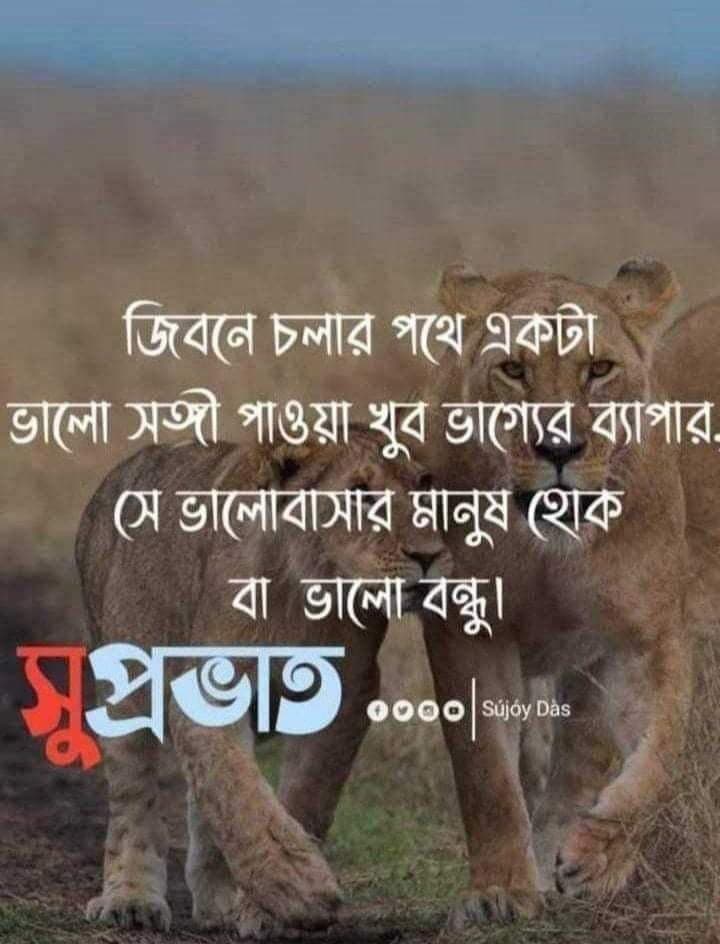 জিবনে চলার পথে একটা
ভালো সঙ্গী পাওয়া খুব ভাগ্যের ব্যাপার.
সে ভালোবাসার মানুষ হোক
বা ভালো বন্ধু।
সুপ্রভাত
Sújóy Dàs